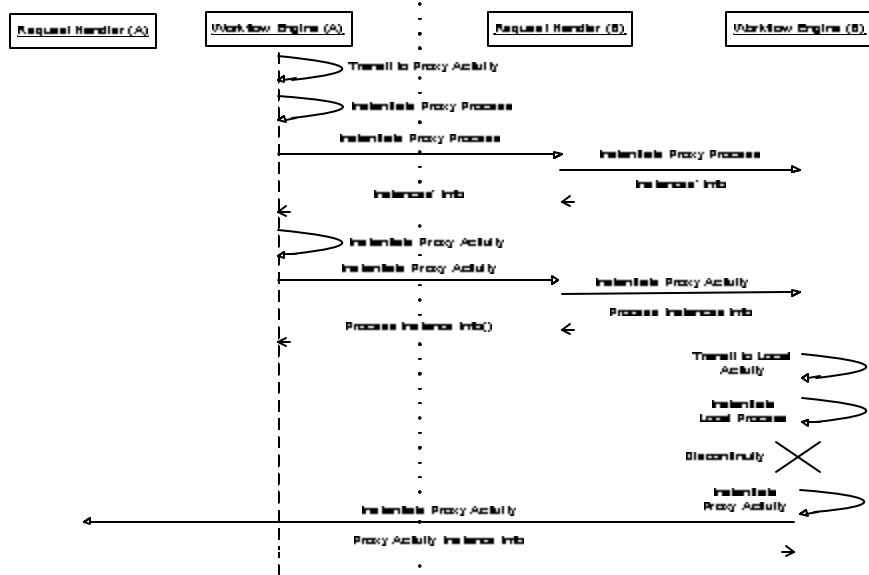 Request Handler (A)
Workflow Engine (A)
Request Handler (B)
Workflow Engine (B)
Transit to Proxy Activity
Instantiate Proxy Process
Instantiate Proxy Process
Instantiate Proxy Process
Instances' Info
Instances' Info
Instantiate Proxy Activity
Instantiate Proxy Activity
Instantiate Proxy Activity
Process Instances Info
Process Instance Info()
Transit to Local
Activity
Instantiate
Local Process
Discontinuity
Instantiate
Proxy Activity
Instantiate Proxy Activity
Proxy Activity Instance Info